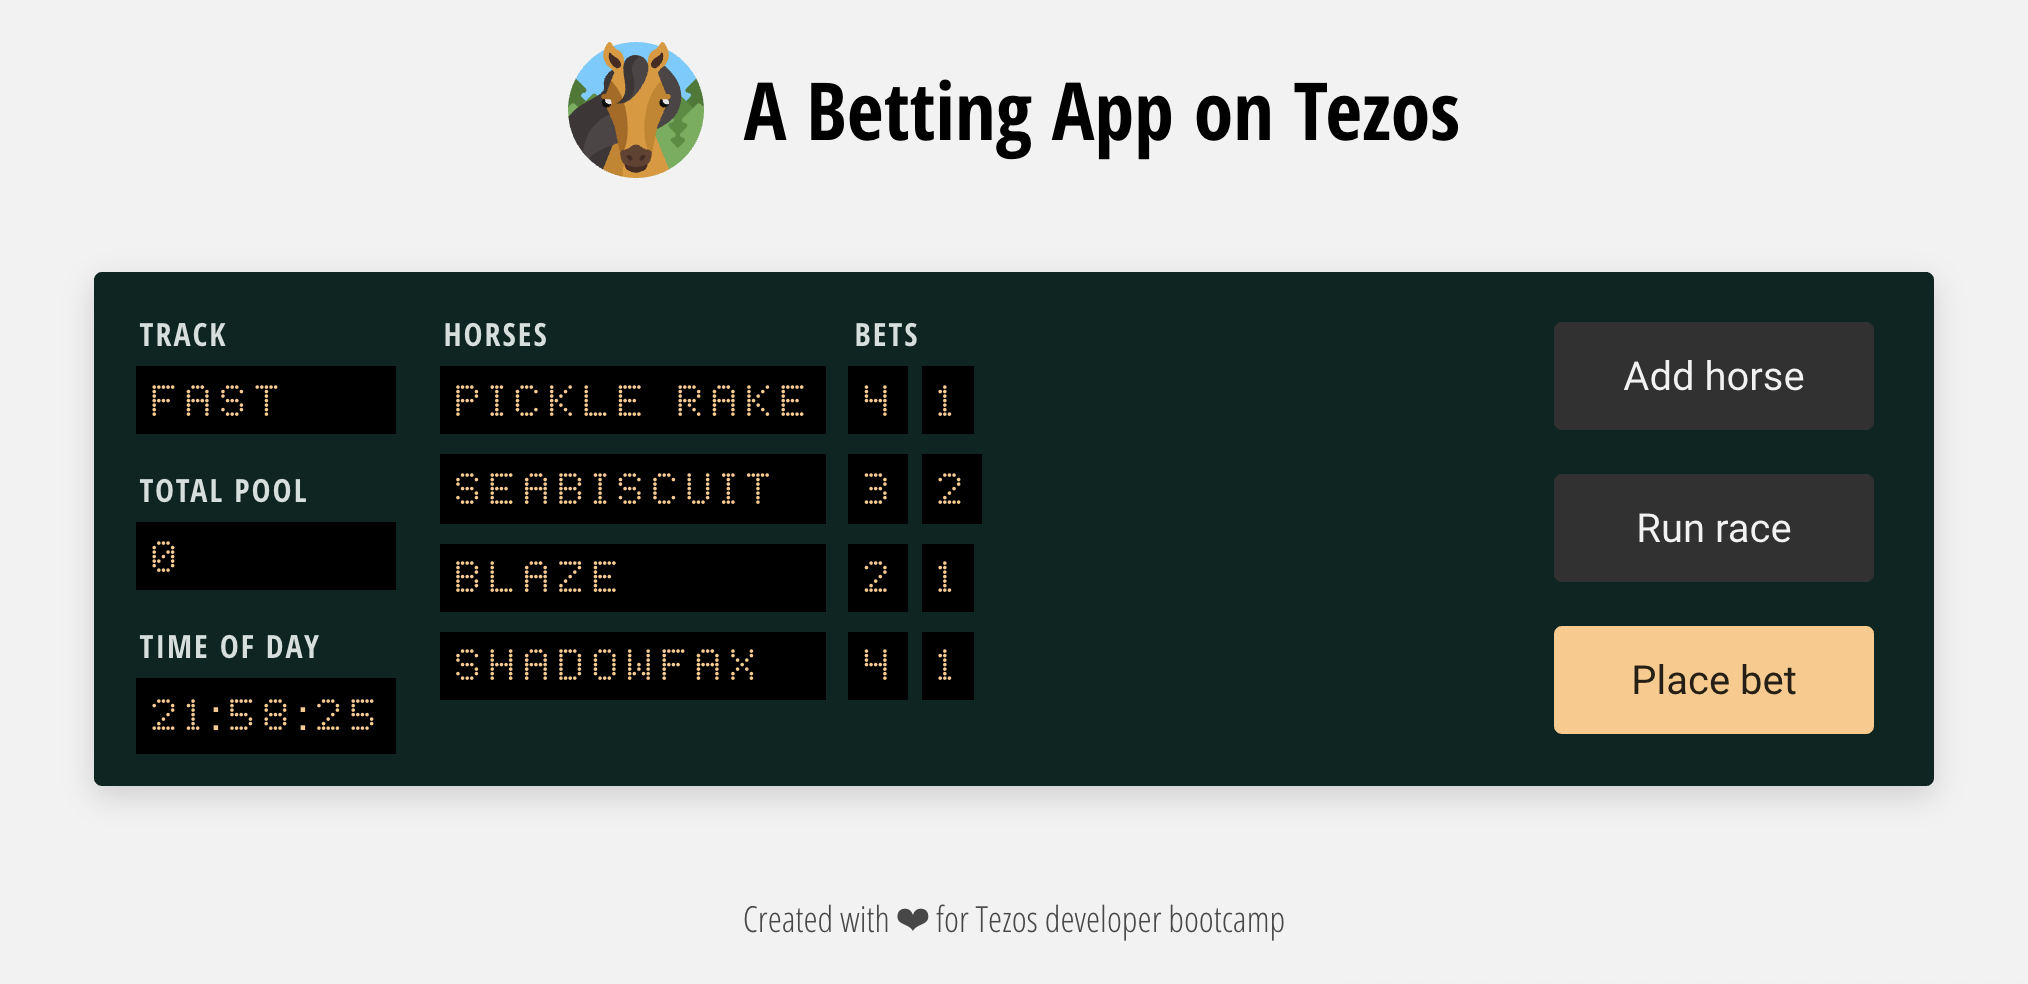 A Betting App on Tezos
TRACK
FAST
TOTAL POOL
0
TIME OF DAY
21:58:25
HORSES
BETS
PICKLE RAKE 4 1
SEABISCUIT 3 2
BLAZE 2 1
SHADOWFAX 4 1
Add horse
Run race
Place bet
Created with ❤ for Tezos developer bootcamp